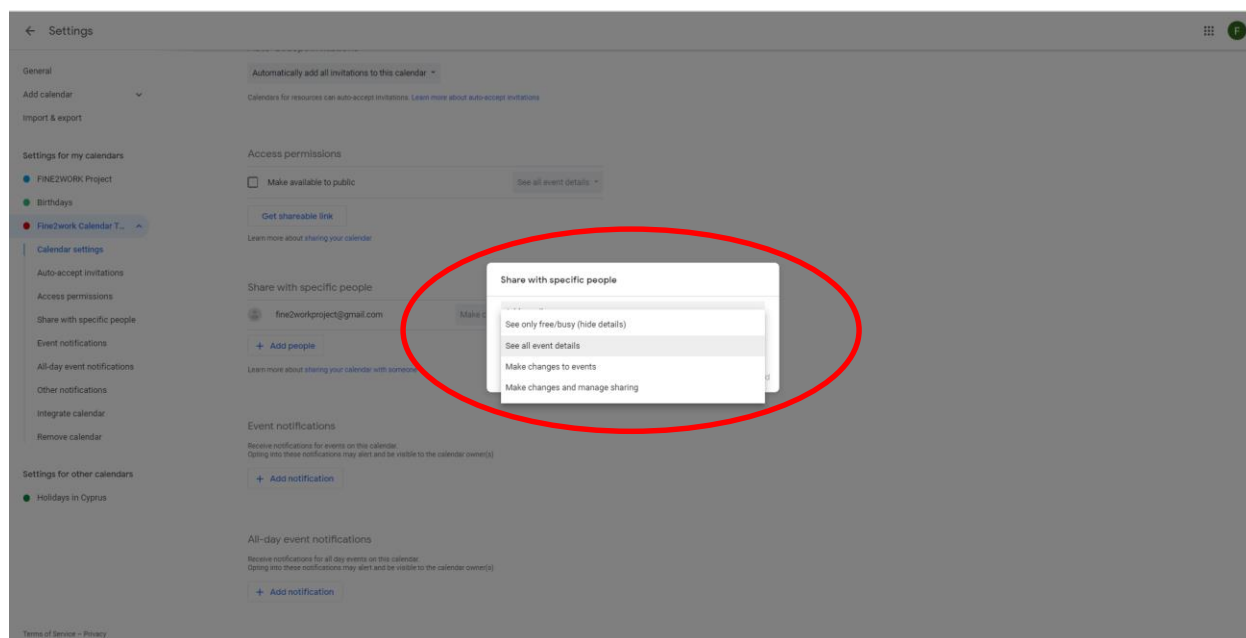 Settings
F
General
Add calendar
Import & export
Settings for my calendars
FINE2WORK Project
Birthdays
Fine2work Calendar T...
Calendar settings
Auto-accept invitations
Access permissions
Share with specific people
Event notifications
All-day event notifications
Other notifications
Integrate calendar
Remove calendar
Settings for other calendars
Holidays in Cyprus
Terms of Service – Privacy
Automatically add all invitations to this calendar
Calendars for resources can auto-accept invitations. Learn more about auto-accept invitations
Access permissions
Make available to public
See all event details
Get shareable link
Learn more about sharing your calendar
Share with specific people
fine2workproject@gmail.com
Make c
+ Add people
Learn more about sharing your calendar with someone
Event notifications
Receive notifications for events on this calendar.
Opting into these notifications may alert and be visible to the calendar owner(s)
+ Add notification
All-day event notifications
Receive notifications for all day events on this calendar.
Opting into these notifications may alert and be visible to the calendar owner(s)
+ Add notification
Share with specific people
See only free/busy (hide details)
See all event details
Make changes to events
Make changes and manage sharing